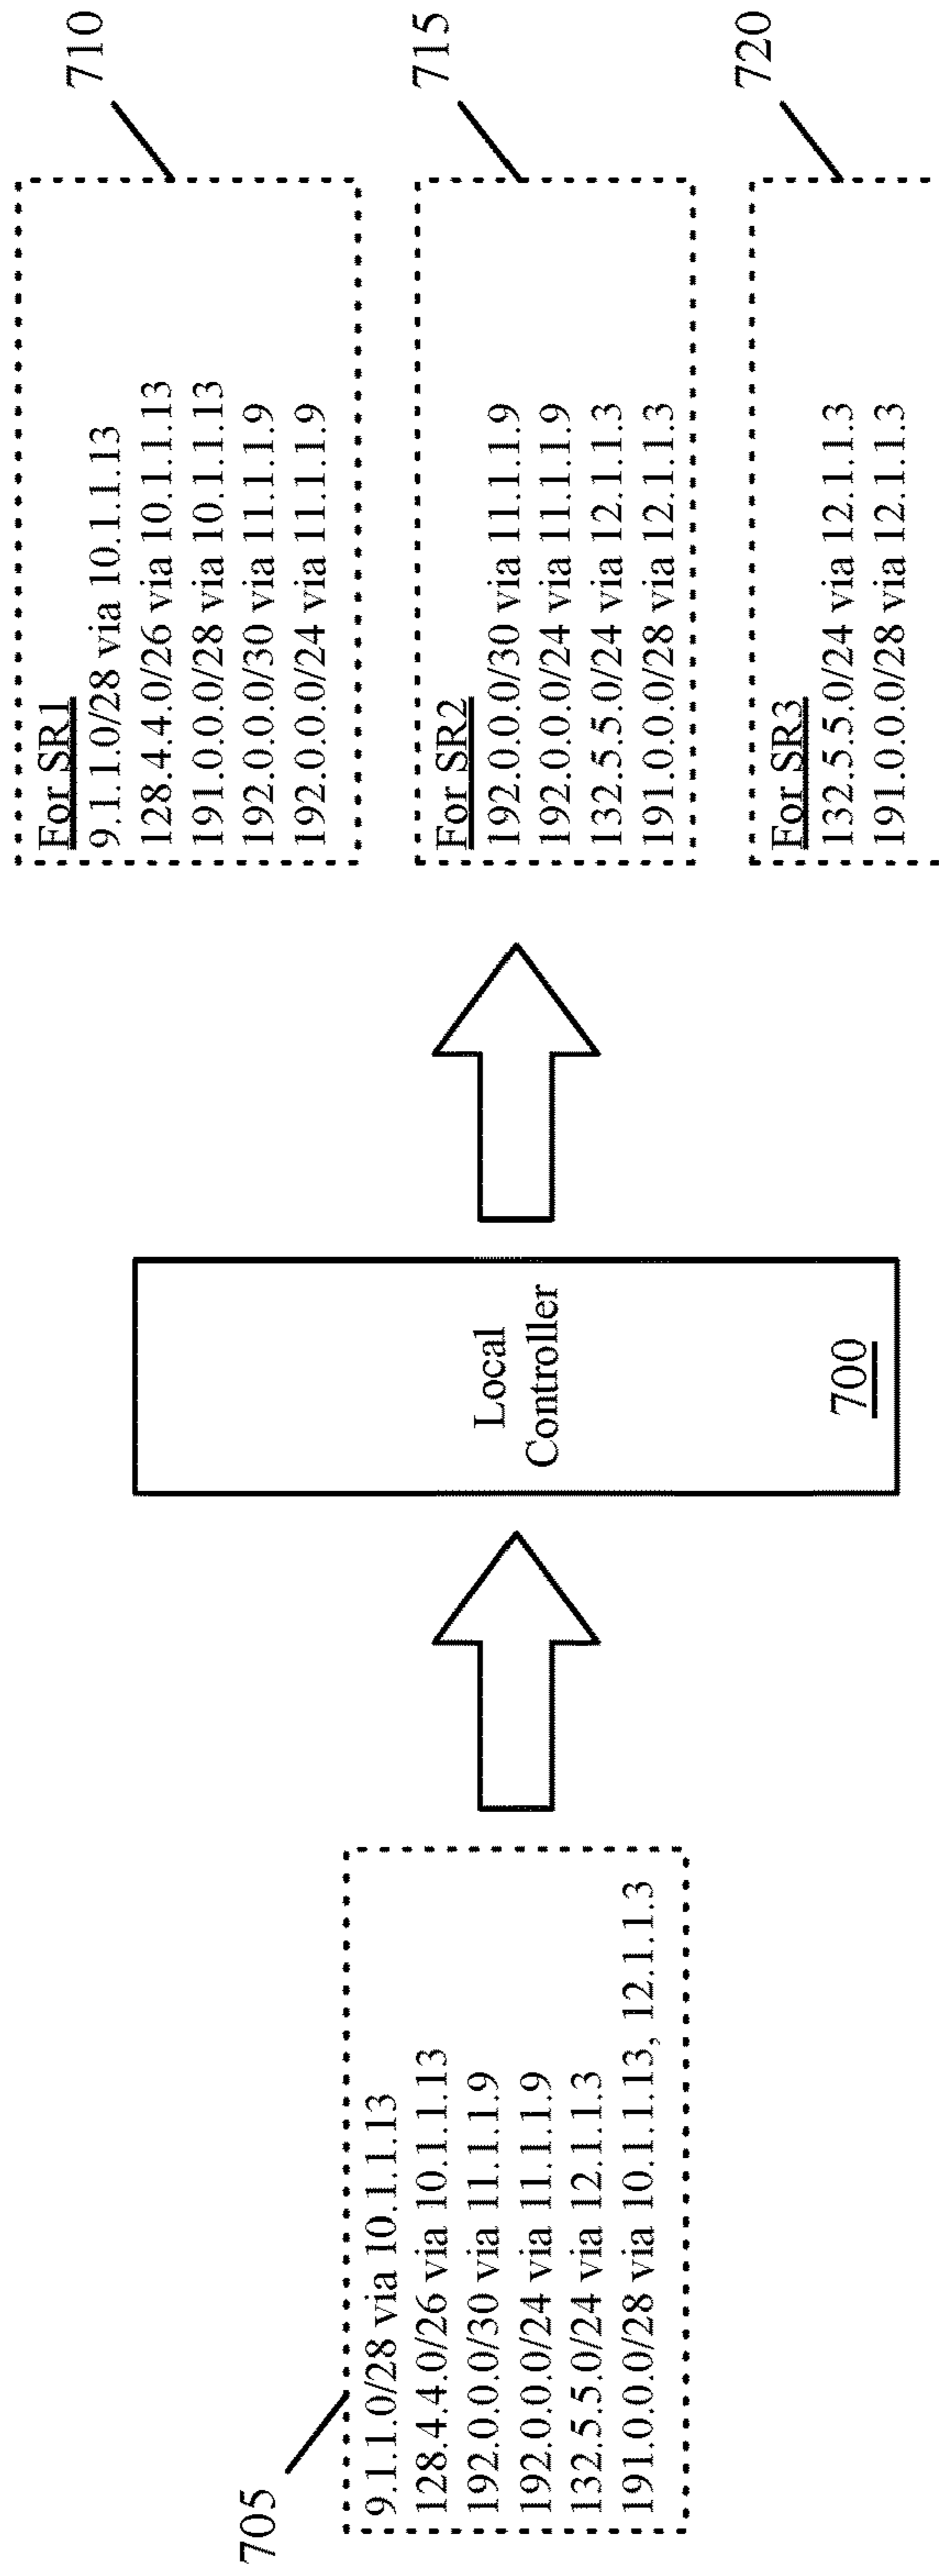 705
9.1.1.0/28 via 10.1.1.13
128.4.4.0/26 via 10.1.1.13
192.0.0.0/30 via 11.1.1.9
192.0.0.0/24 via 11.1.1.9
132.5.5.0/24 via 12.1.1.3
191.0.0.0/28 via 10.1.1.13, 12.1.1.3
Local
Controller
700
710
For SR1
9.1.1.0/28 via 10.1.1.13
128.4.4.0/26 via 10.1.1.13
191.0.0.0/28 via 10.1.1.13
192.0.0.0/30 via 11.1.1.9
192.0.0.0/24 via 11.1.1.9
715
For SR2
192.0.0.0/30 via 11.1.1.9
192.0.0.0/24 via 11.1.1.9
132.5.5.0/24 via 12.1.1.3
191.0.0.0/28 via 12.1.1.3
720
For SR3
132.5.5.0/24 via 12.1.1.3
191.0.0.0/28 via 12.1.1.3